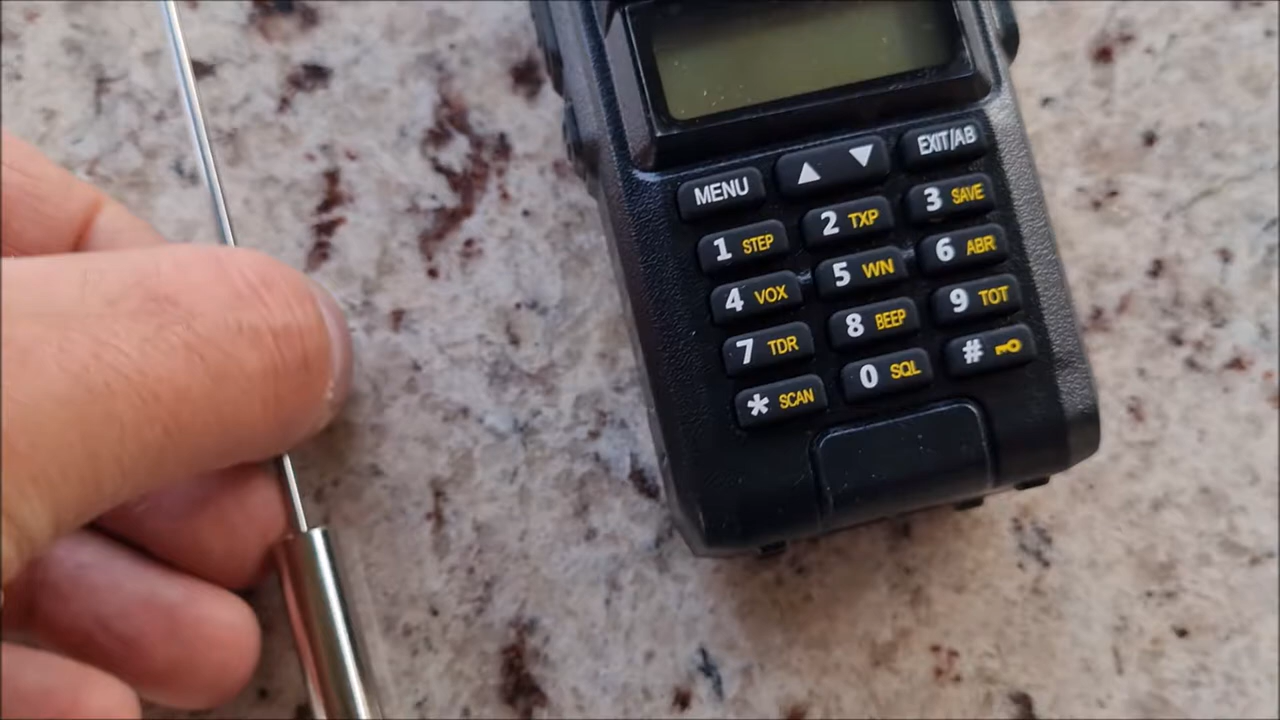 MENU ▲ ▼ EXIT/AB
1 STEP 2 TXP 3 SAVE
4 VOX 5 WN 6 ABR
7 TDR 8 BEEP 9 TOT
* SCAN 0 SQL #